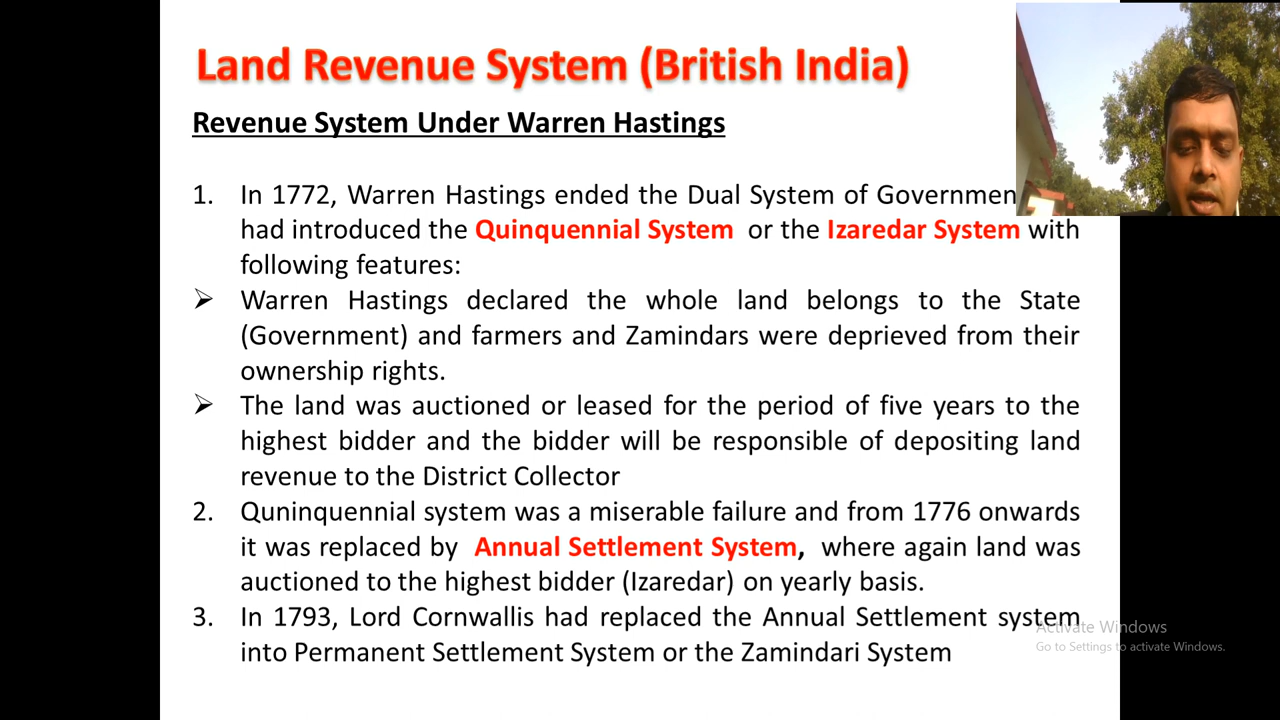 Land Revenue System (British India)
Revenue System Under Warren Hastings
1. In 1772, Warren Hastings ended the Dual System of Governmen
had introduced the Quinquennial System or the Izaredar System with
following features:
➢ Warren Hastings declared the whole land belongs to the State
(Government) and farmers and Zamindars were deprieved from their
ownership rights.
➢ The land was auctioned or leased for the period of five years to the
highest bidder and the bidder will be responsible of depositing land
revenue to the District Collector
2. Quninquennial system was a miserable failure and from 1776 onwards
it was replaced by Annual Settlement System, where again land was
auctioned to the highest bidder (Izaredar) on yearly basis.
3. In 1793, Lord Cornwallis had replaced the Annual Settlement system
into Permanent Settlement System or the Zamindari System
Activate Windows
Go to Settings to activate Windows.